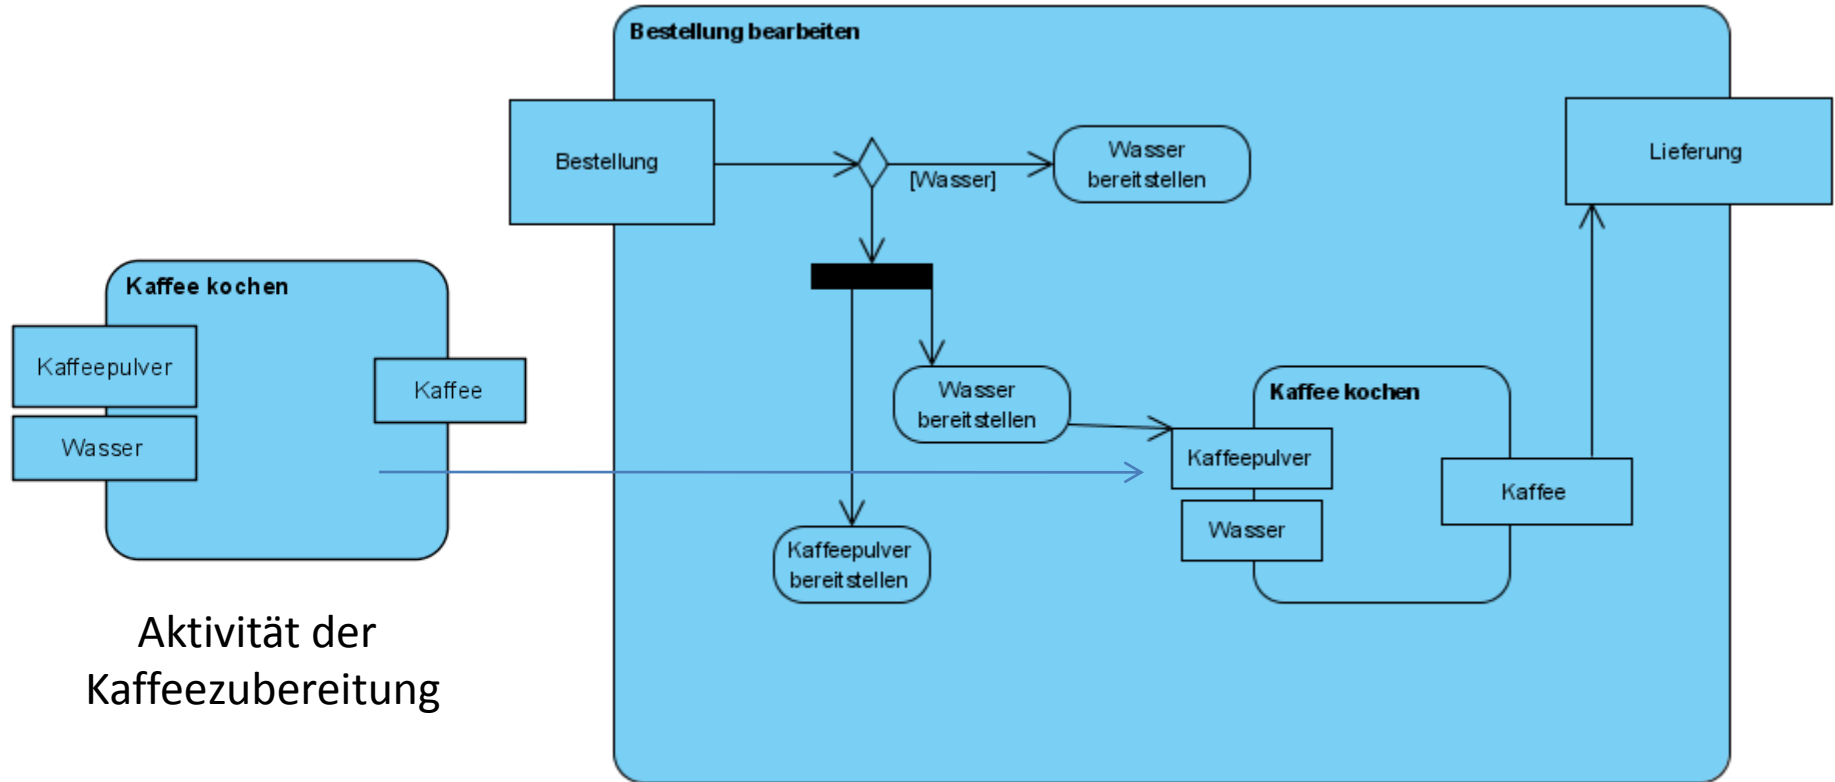 Bestellung bearbeiten
Bestellung
[Wasser]
Wasser
bereitstellen
Lieferung
Kaffee kochen
Kaffeepulver
Wasser
Kaffee
Wasser
bereitstellen
Kaffeepulver
bereitstellen
Kaffee kochen
Kaffeepulver
Wasser
Kaffee
Aktivität der
Kaffeezubereitung